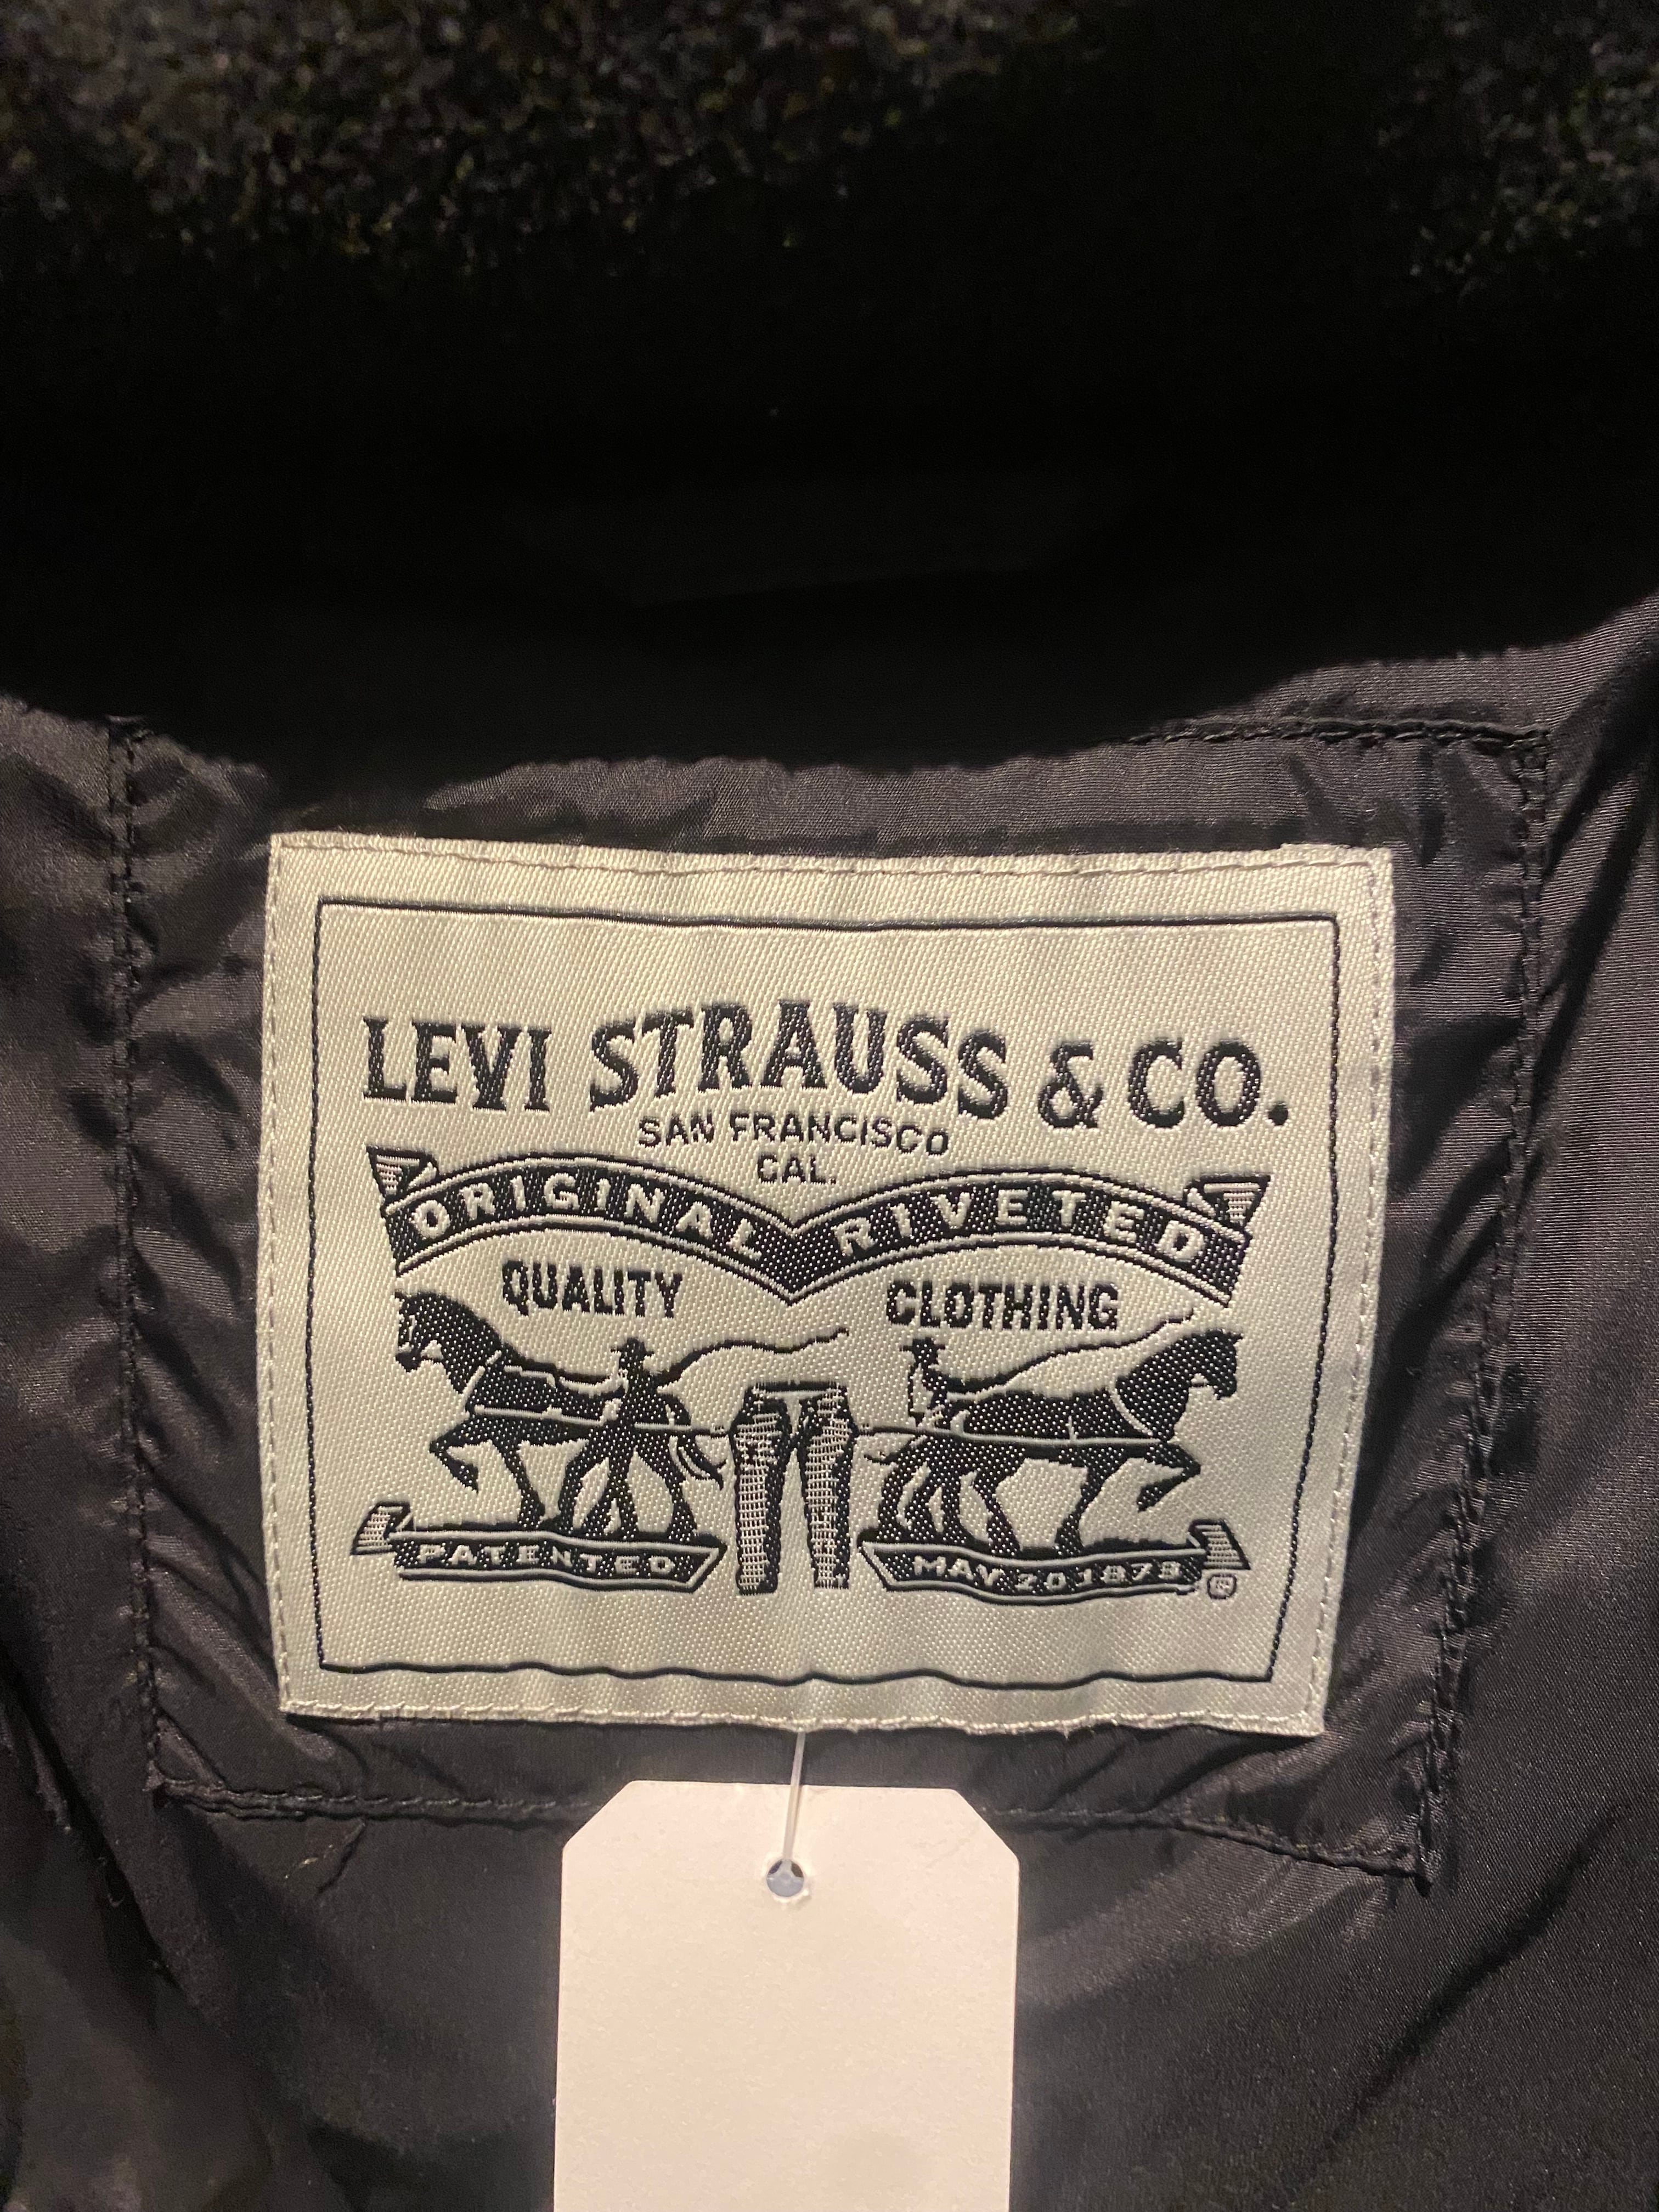 LEVI STRAUSS & CO.
SAN FRANCISCO
CAL.
ORIGINAL RIVETED
QUALITY CLOTHING
PATENTED MAY 20 1873
®